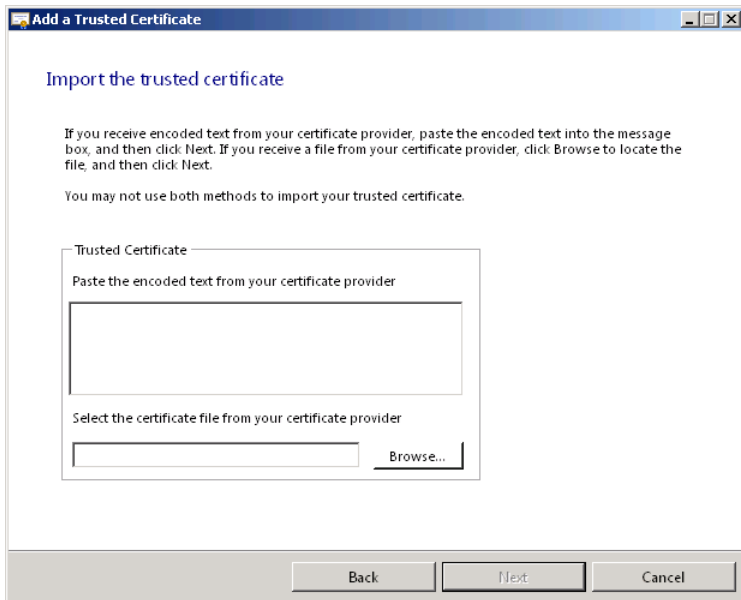 Add a Trusted Certificate
Import the trusted certificate
If you receive encoded text from your certificate provider, paste the encoded text into the message
box, and then click Next. If you receive a file from your certificate provider, click Browse to locate the
file, and then click Next.
You may not use both methods to import your trusted certificate.
Trusted Certificate
Paste the encoded text from your certificate provider
Select the certificate file from your certificate provider
Browse...
Back
Next
Cancel